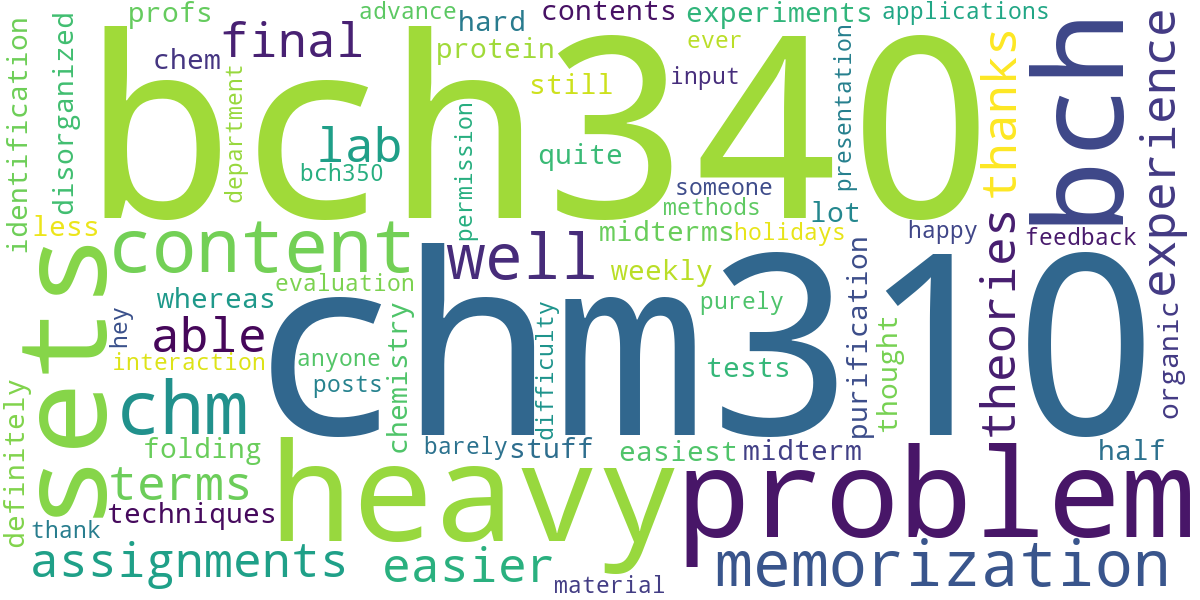 profs
advance
hard
contents
experiments
applications
final
chem
protein
ever
still
input
bch340
bch
experience
thanks
identification
disorganized
department
lab
bch350
permission
quite
presentation
someone
methods
lot
less
content
well
midterms
holidays
happy
feedback
sets
evaluation
weekly
whereas
purely
theories
hey
able
chm310
purification
interaction
anyone
posts
chemistry
difficulty
tests
thought
organic
chm
definitely
folding
heavy
barely
stuff
easiest
midterm
half
problem
terms
techniques
thank
assignments
easier
material
memorization